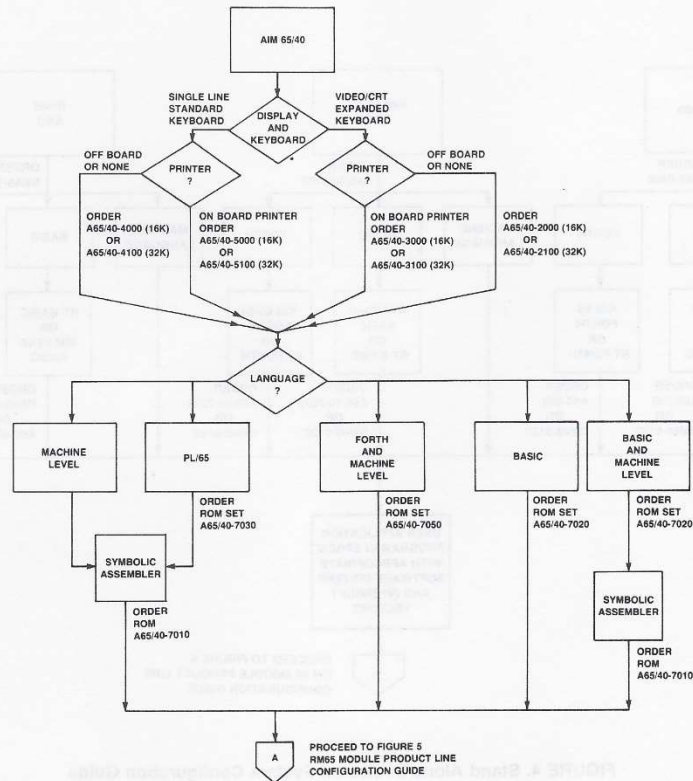 AIM 65/40
SINGLE LINE
STANDARD
KEYBOARD
DISPLAY
AND
KEYBOARD
VIDEO/CRT
EXPANDED
KEYBOARD
OFF BOARD
OR NONE
PRINTER
?
PRINTER
?
OFF BOARD
OR NONE
ORDER
A65/40-4000 (16K)
OR
A65/40-4100 (32K)
ON BOARD PRINTER
ORDER
A65/40-5000 (16K)
OR
A65/40-5100 (32K)
ON BOARD PRINTER
ORDER
A65/40-3000 (16K)
OR
A65/40-3100 (32K)
ORDER
A65/40-2000 (16K)
OR
A65/40-2100 (32K)
LANGUAGE
?
MACHINE
LEVEL
PL/65
FORTH
AND
MACHINE
LEVEL
BASIC
BASIC
AND
MACHINE
LEVEL
ORDER
ROM SET
A65/40-7030
ORDER
ROM SET
A65/40-7050
ORDER
ROM SET
A65/40-7020
ORDER
ROM SET
A65/40-7020
SYMBOLIC
ASSEMBLER
SYMBOLIC
ASSEMBLER
ORDER
ROM
A65/40-7010
ORDER
ROM
A65/40-7010
A
PROCEED TO FIGURE 5
RM65 MODULE PRODUCT LINE
CONFIGURATION GUIDE